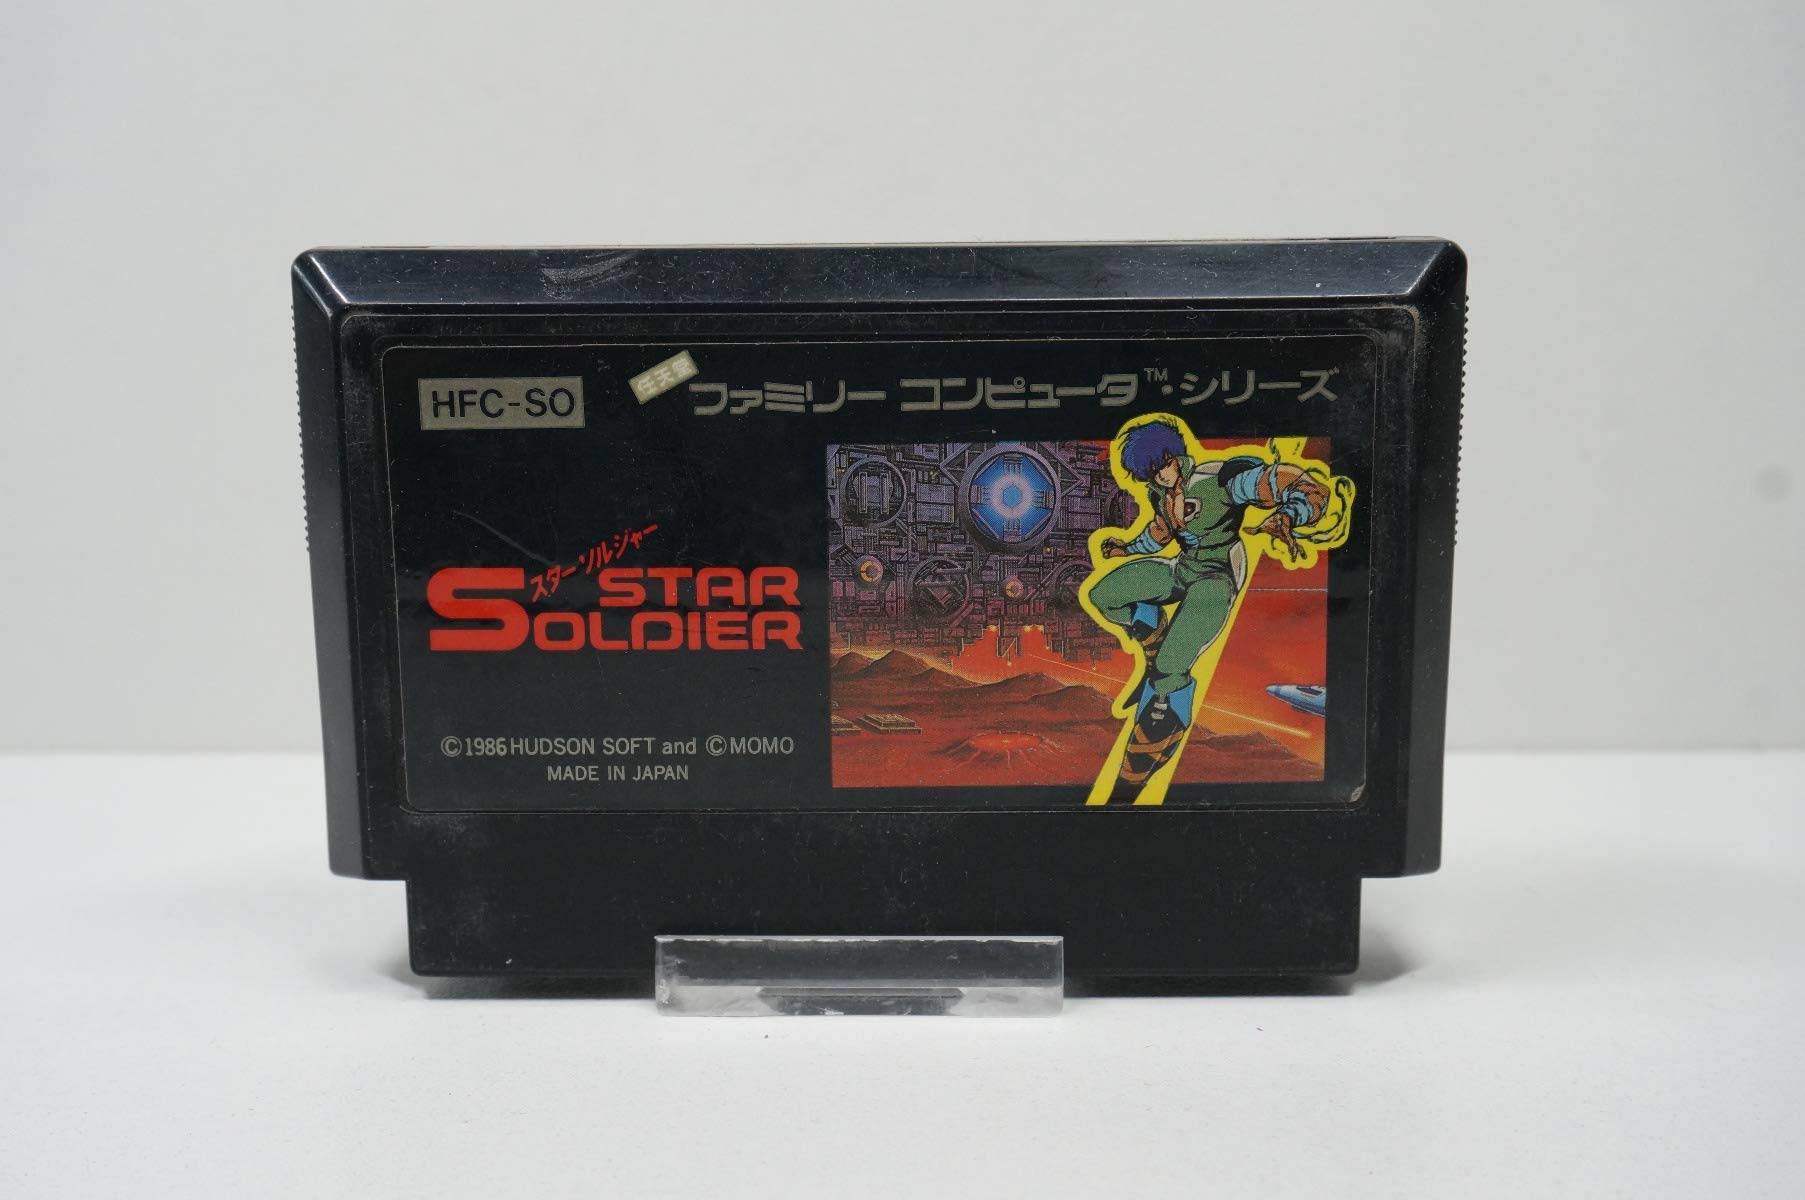 HFC-SO
任天堂 ファミリー コンピュータ™・シリーズ
スターソルジャー
STAR
SOLDIER
©1986 HUDSON SOFT and ©MOMO
MADE IN JAPAN